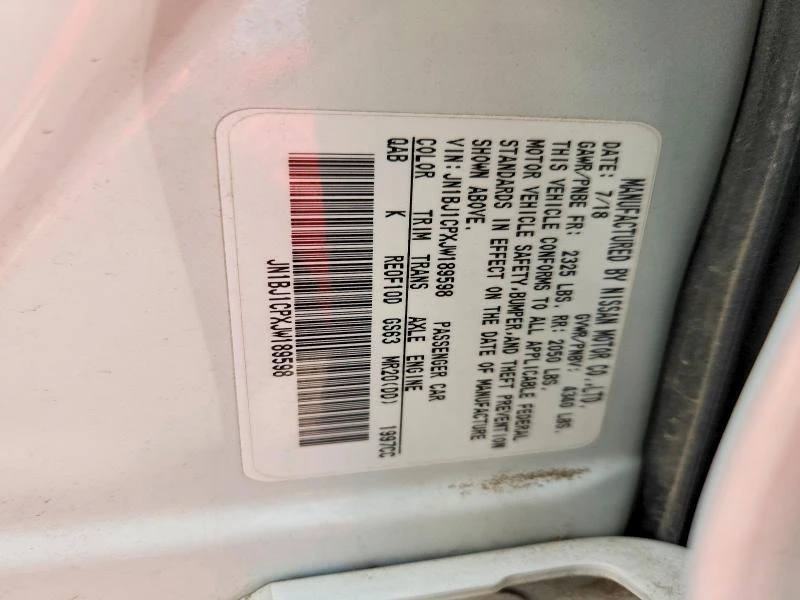 MANUFACTURED BY NISSAN MOTOR CO.,LTD.
DATE: 7/18 GVWR/PNBV: 4340 LBS.
GAWR/PNBE FR: 2325 LBS. RR: 2050 LBS.
THIS VEHICLE CONFORMS TO ALL APPLICABLE FEDERAL
MOTOR VEHICLE SAFETY,BUMPER,AND THEFT PREVENTION
STANDARDS IN EFFECT ON THE DATE OF MANUFACTURE
SHOWN ABOVE.
VIN: JN1BJ1CPXJW189598 PASSENGER CAR
COLOR TRIM TRANS AXLE ENGINE
QAB K RE0F10D GS63 MR20(DD) 1997CC
JN1BJ1CPXJW189598